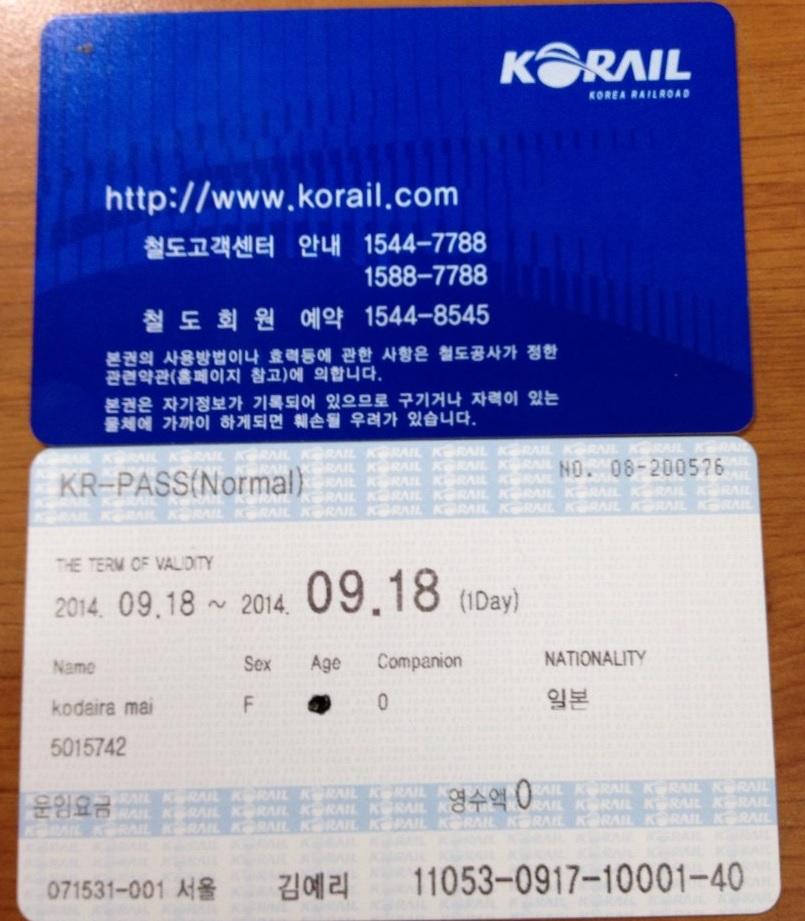 KORAIL
KOREA RAILROAD
http://www.korail.com
철도고객센터 안내 1544-7788
1588-7788
철도회원 예약 1544-8545
본권의 사용방법이나 효력등에 관한 사항은 철도공사가 정한
관련약관(홈페이지 참고)에 의합니다.
본권은 자기정보가 기록되어 있으므로 구기거나 자력이 있는
물체에 가까이 하게되면 훼손될 우려가 있습니다.
KR-PASS(Normal) NO. 08-200576
THE TERM OF VALIDITY
2014. 09.18 ~ 2014. 09.18 (1Day)
Name Sex Age Companion NATIONALITY
kodaira mai F 0 일본
5015742
운임요금 영수액 0
071531-001 서울 김예리 11053-0917-10001-40